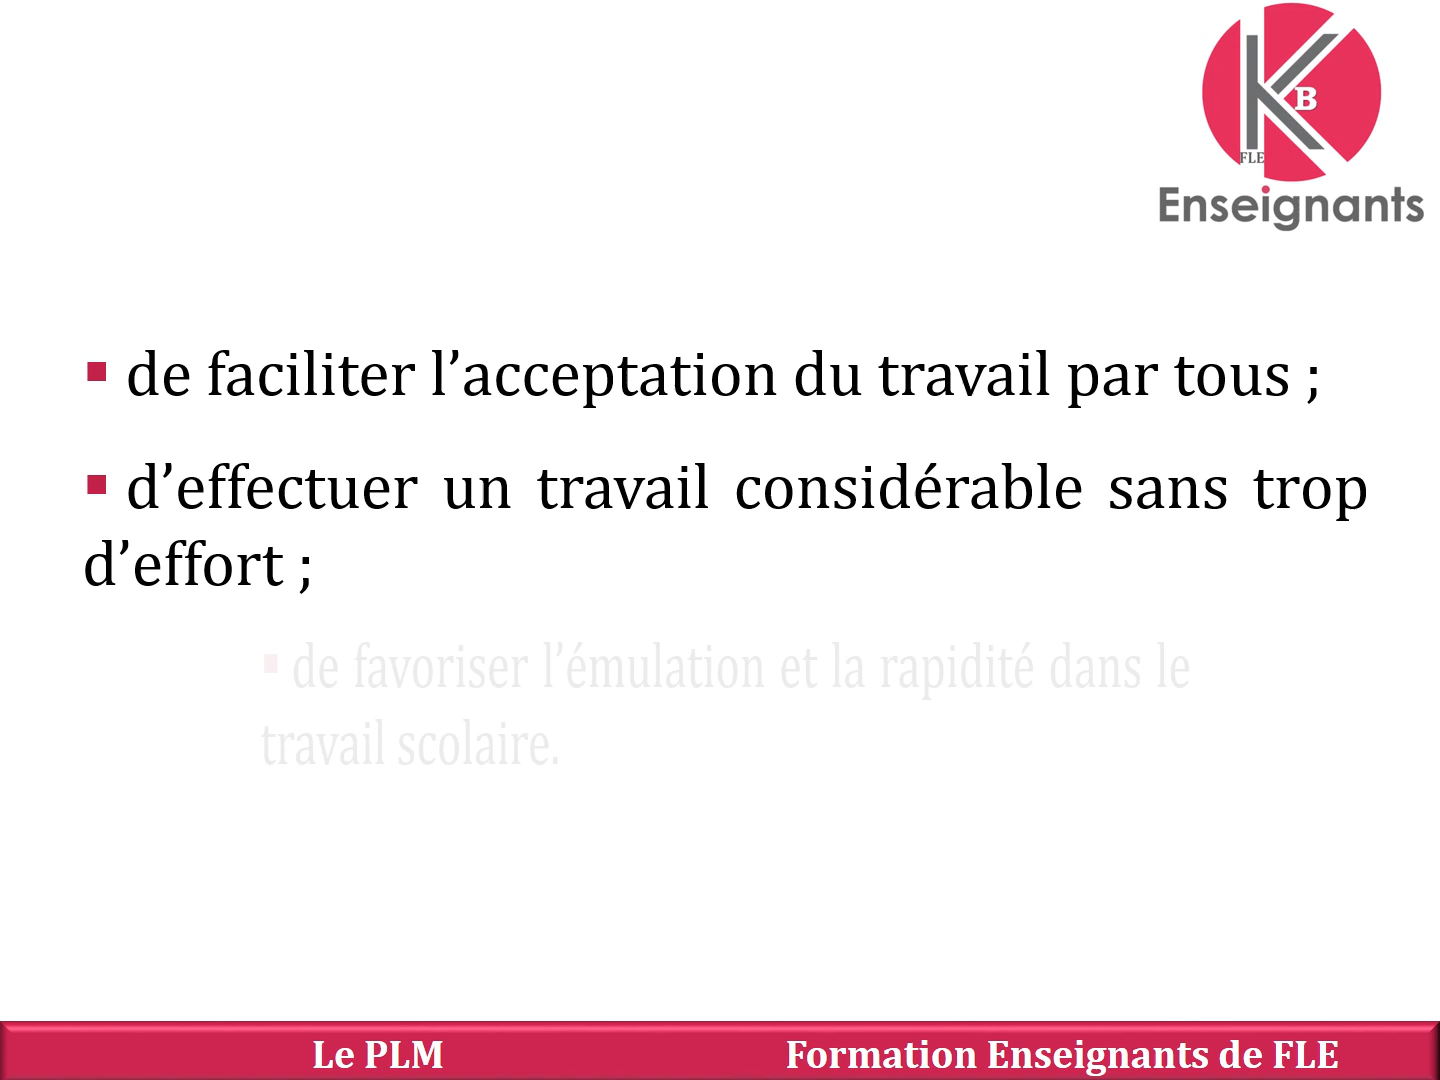 K
B
FLE
Enseignants
▪ de faciliter l’acceptation du travail par tous ;
▪ d’effectuer un travail considérable sans trop
d’effort ;
▪ de favoriser l’émulation et la rapidité dans le
travail scolaire.
Le PLM
Formation Enseignants de FLE